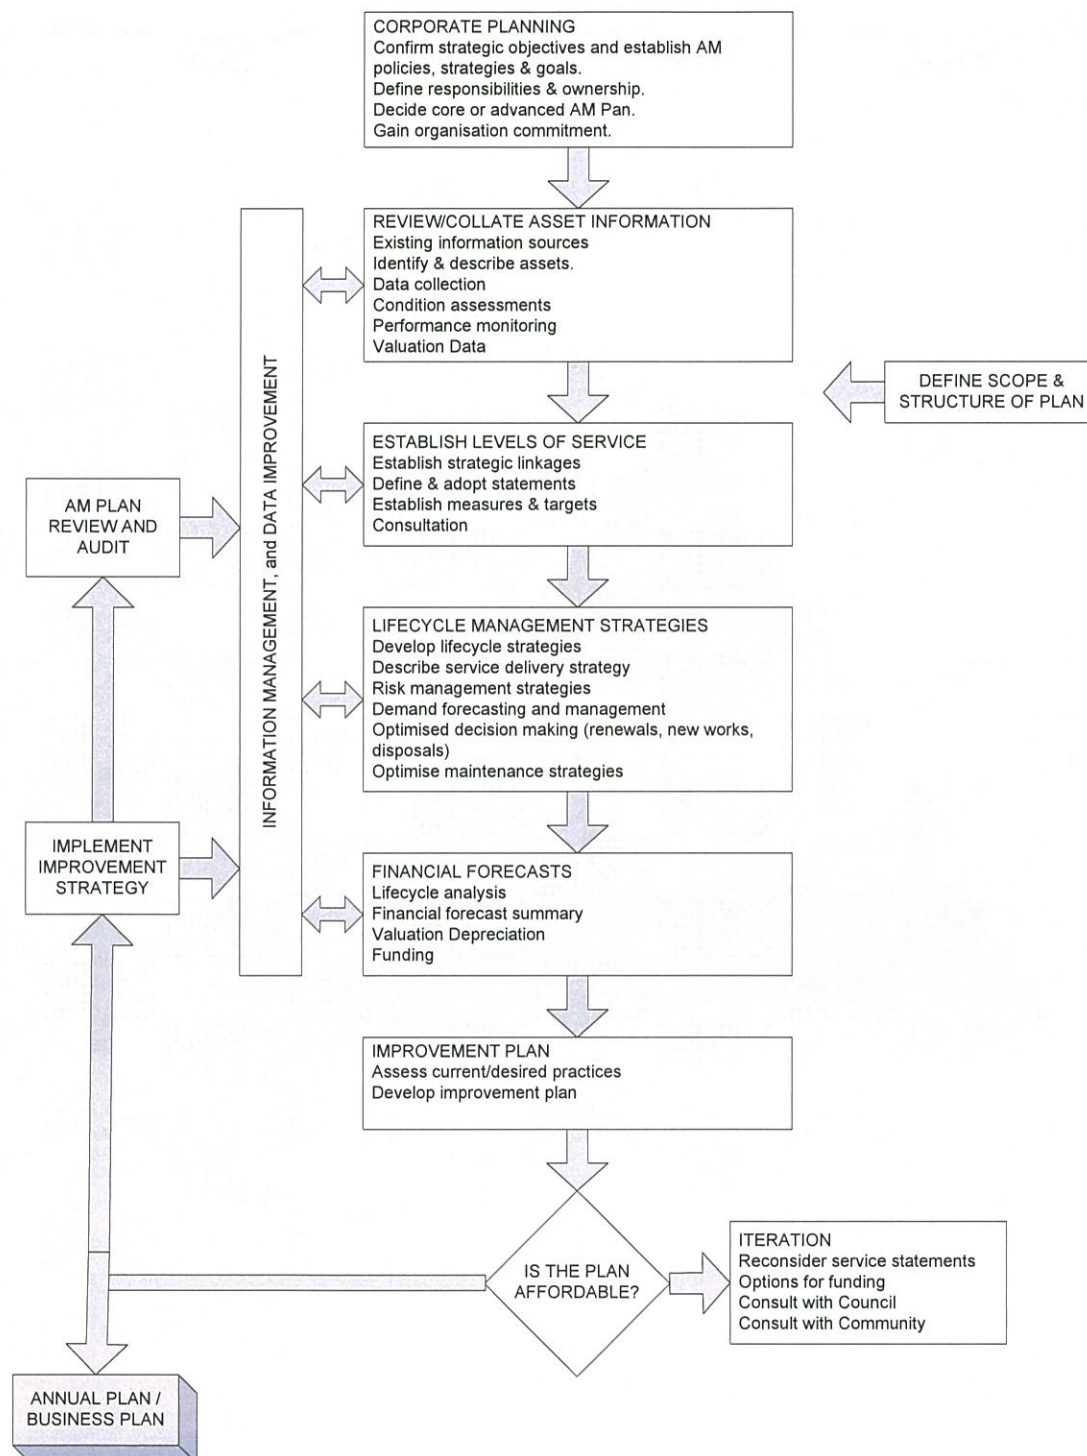 CORPORATE PLANNING
Confirm strategic objectives and establish AM
policies, strategies & goals.
Define responsibilities & ownership.
Decide core or advanced AM Pan.
Gain organisation commitment.
REVIEW/COLLATE ASSET INFORMATION
Existing information sources
Identify & describe assets.
Data collection
Condition assessments
Performance monitoring
Valuation Data
DEFINE SCOPE &
STRUCTURE OF PLAN
INFORMATION MANAGEMENT, and DATA IMPROVEMENT
ESTABLISH LEVELS OF SERVICE
Establish strategic linkages
Define & adopt statements
Establish measures & targets
Consultation
AM PLAN
REVIEW AND
AUDIT
LIFECYCLE MANAGEMENT STRATEGIES
Develop lifecycle strategies
Describe service delivery strategy
Risk management strategies
Demand forecasting and management
Optimised decision making (renewals, new works,
disposals)
Optimise maintenance strategies
IMPLEMENT
IMPROVEMENT
STRATEGY
FINANCIAL FORECASTS
Lifecycle analysis
Financial forecast summary
Valuation Depreciation
Funding
IMPROVEMENT PLAN
Assess current/desired practices
Develop improvement plan
IS THE PLAN
AFFORDABLE?
ITERATION
Reconsider service statements
Options for funding
Consult with Council
Consult with Community
ANNUAL PLAN /
BUSINESS PLAN